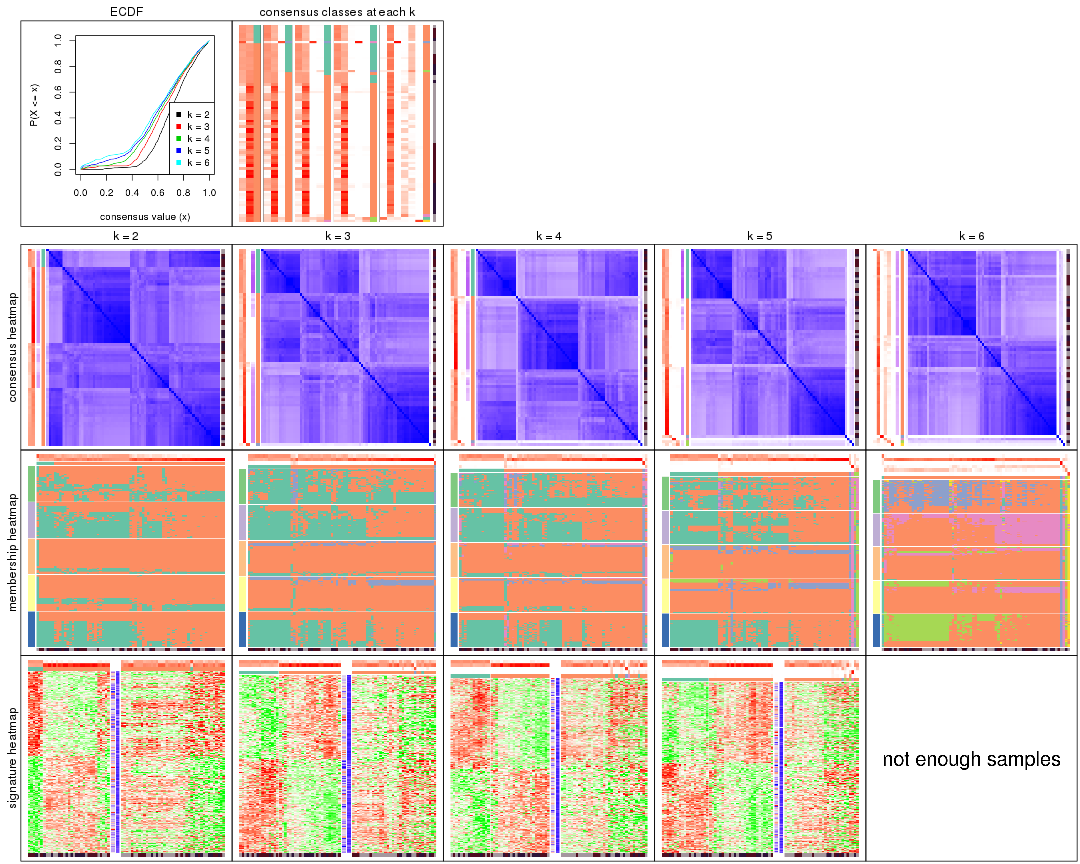 ECDF
consensus classes at each k
P(X <= x)
0.0 0.2 0.4 0.6 0.8 1.0
k = 2
k = 3
k = 4
k = 5
k = 6
0.0 0.2 0.4 0.6 0.8 1.0
consensus value (x)
k = 2 k = 3 k = 4 k = 5 k = 6
consensus heatmap
membership heatmap
signature heatmap
not enough samples